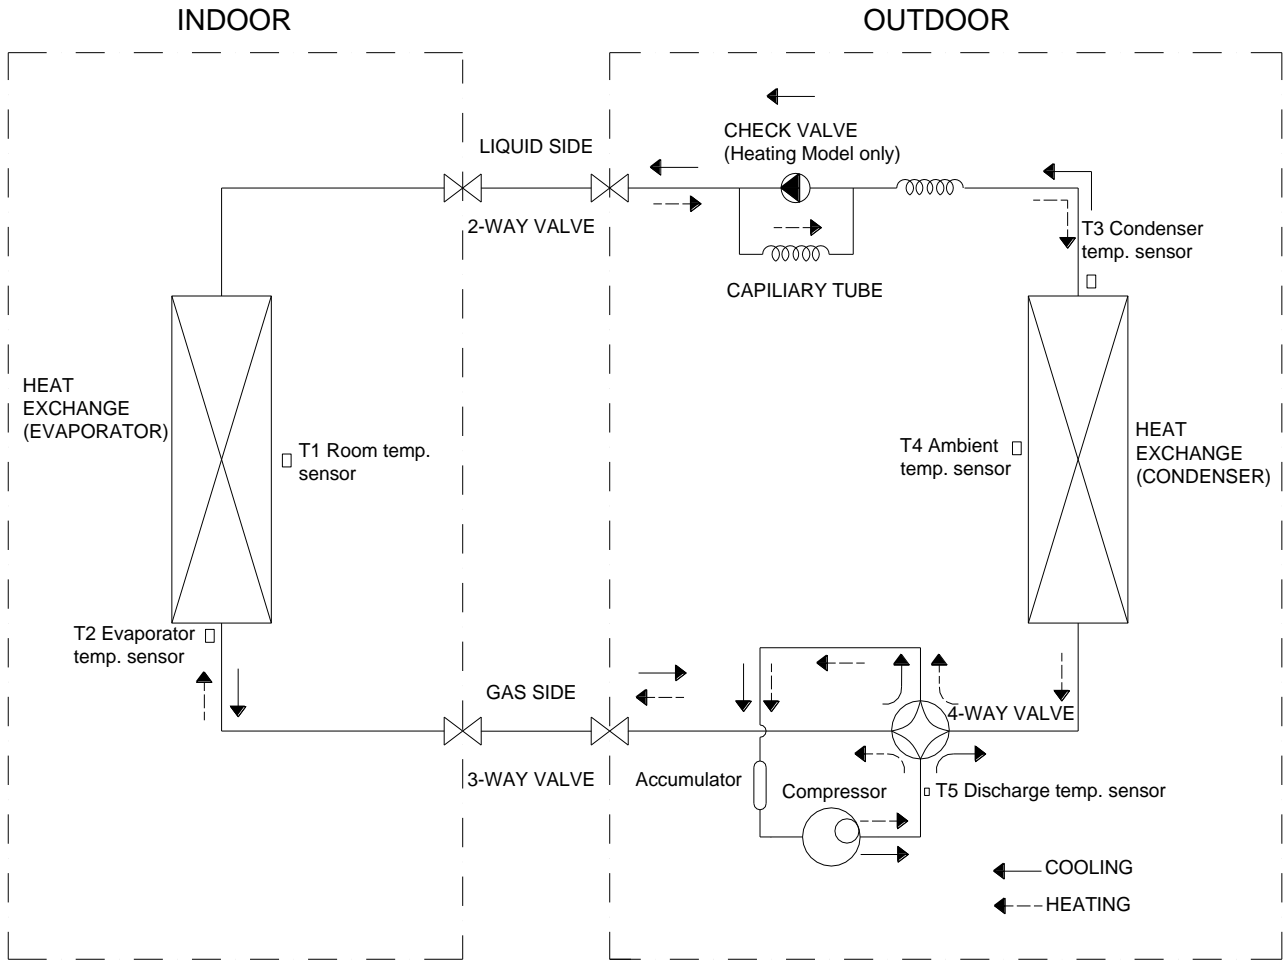 INDOOR
OUTDOOR
CHECK VALVE
(Heating Model only)
LIQUID SIDE
2-WAY VALVE
T3 Condenser
temp. sensor
CAPILIARY TUBE
HEAT
EXCHANGE
(EVAPORATOR)
T1 Room temp.
sensor
T4 Ambient
temp. sensor
HEAT
EXCHANGE
(CONDENSER)
T2 Evaporator
temp. sensor
GAS SIDE
4-WAY VALVE
3-WAY VALVE
Accumulator
Compressor
T5 Discharge temp. sensor
COOLING
HEATING